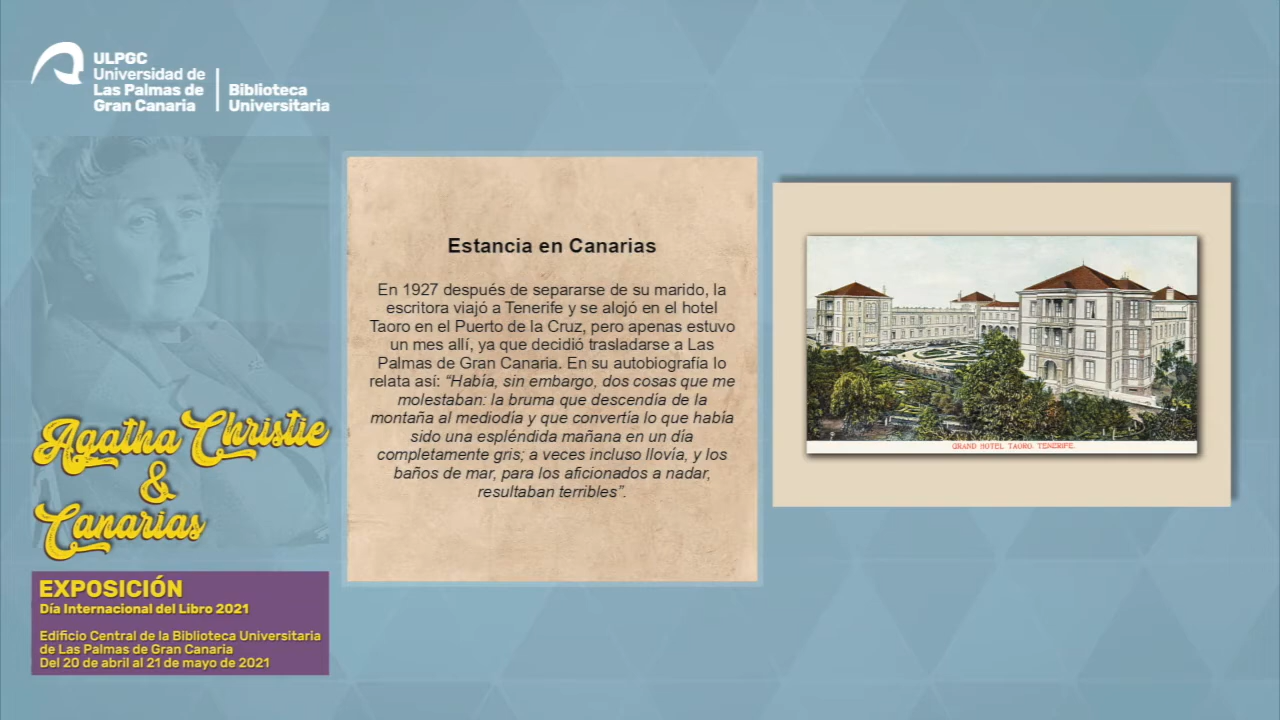 ULPGC
Universidad de
Las Palmas de
Gran Canaria
Biblioteca
Universitaria
Agatha Christie
&
Canarias
EXPOSICIÓN
Día Internacional del Libro 2021
Edificio Central de la Biblioteca Universitaria
de Las Palmas de Gran Canaria
Del 20 de abril al 21 de mayo de 2021
Estancia en Canarias
En 1927 después de separarse de su marido, la
escritora viajó a Tenerife y se alojó en el hotel
Taoro en el Puerto de la Cruz, pero apenas estuvo
un mes allí, ya que decidió trasladarse a Las
Palmas de Gran Canaria. En su autobiografía lo
relata así: “Había, sin embargo, dos cosas que me
molestaban: la bruma que descendía de la
montaña al mediodía y que convertía lo que había
sido una espléndida mañana en un día
completamente gris; a veces incluso llovía, y los
baños de mar, para los aficionados a nadar,
resultaban terribles”.
GRAND HOTEL TAORO. TENERIFE.